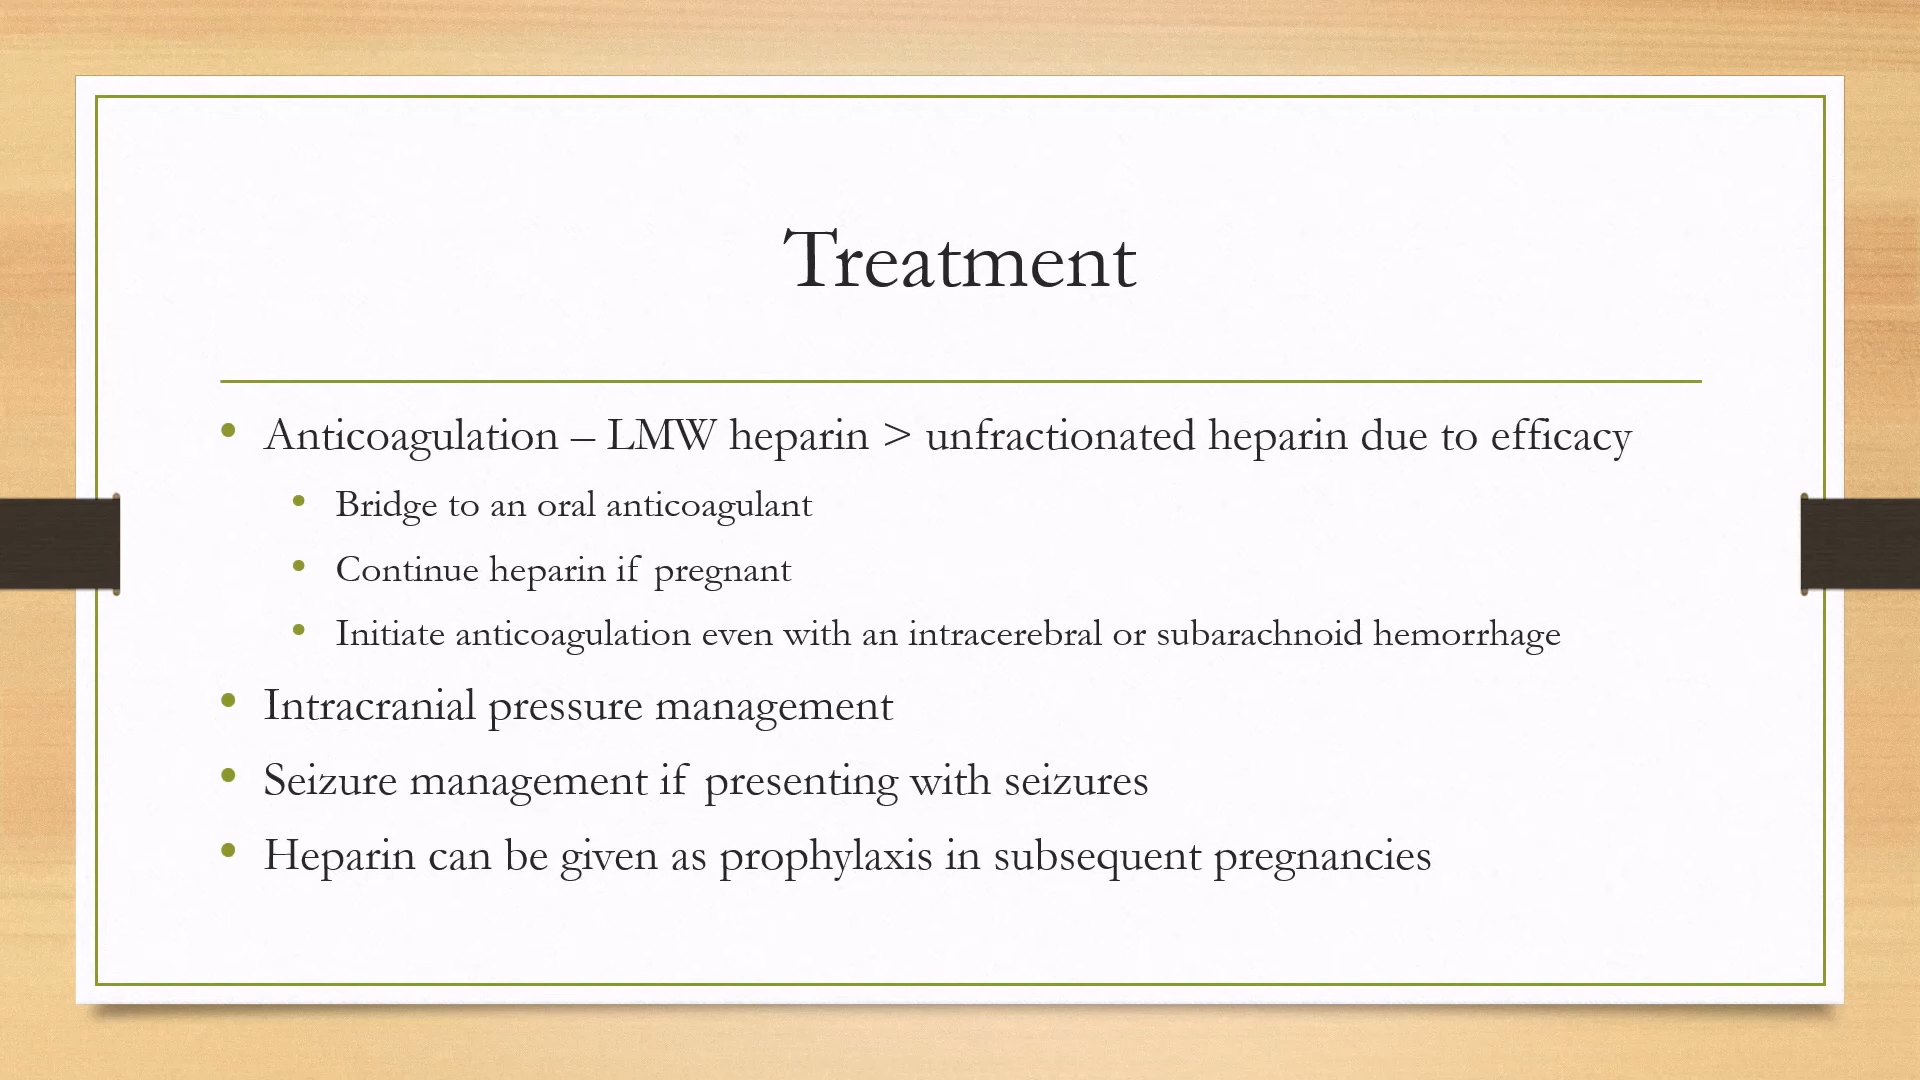 Treatment
• Anticoagulation – LMW heparin > unfractionated heparin due to efficacy
• Bridge to an oral anticoagulant
• Continue heparin if pregnant
• Initiate anticoagulation even with an intracerebral or subarachnoid hemorrhage
• Intracranial pressure management
• Seizure management if presenting with seizures
• Heparin can be given as prophylaxis in subsequent pregnancies